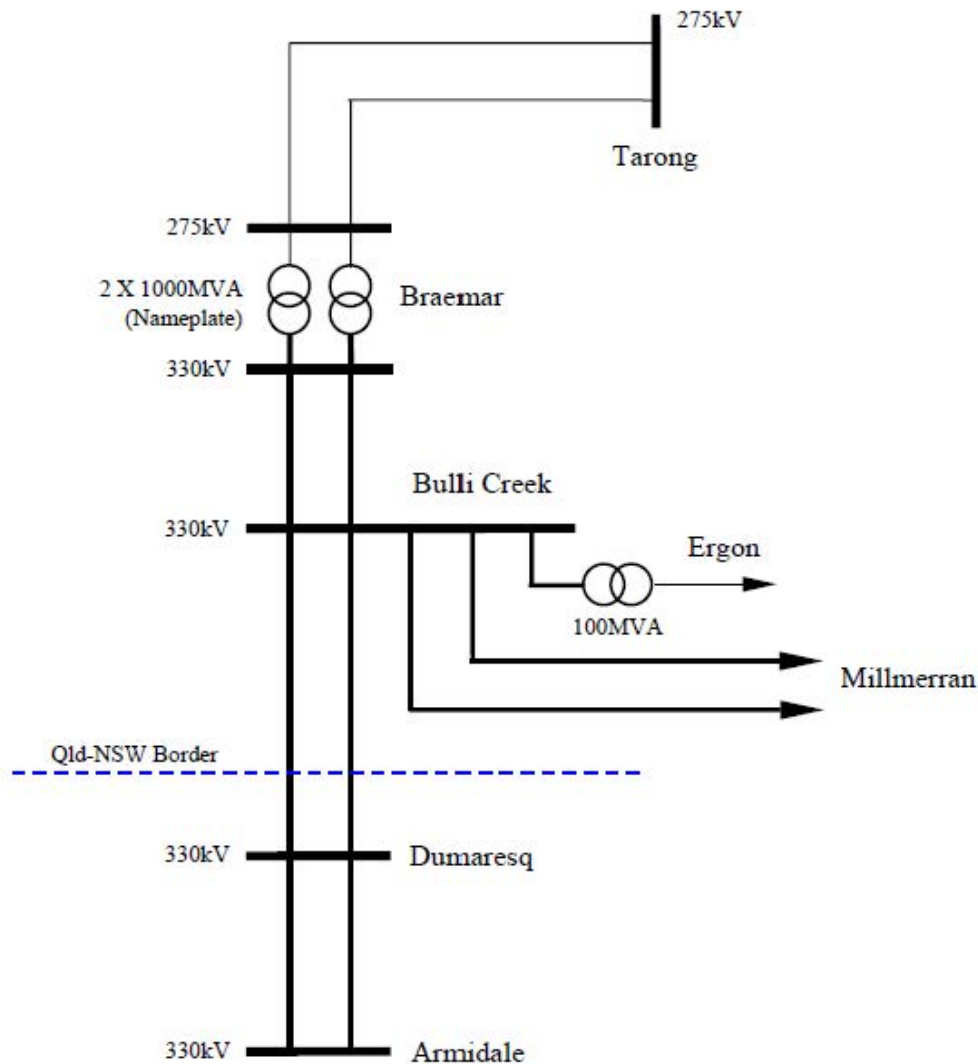 275kV
Tarong
275kV
2 X 1000MVA
(Nameplate)
Braemar
330kV
Bulli Creek
330kV
Ergon
100MVA
Millmerran
Qld-NSW Border
330kV
Dumaresq
330kV
Armidale